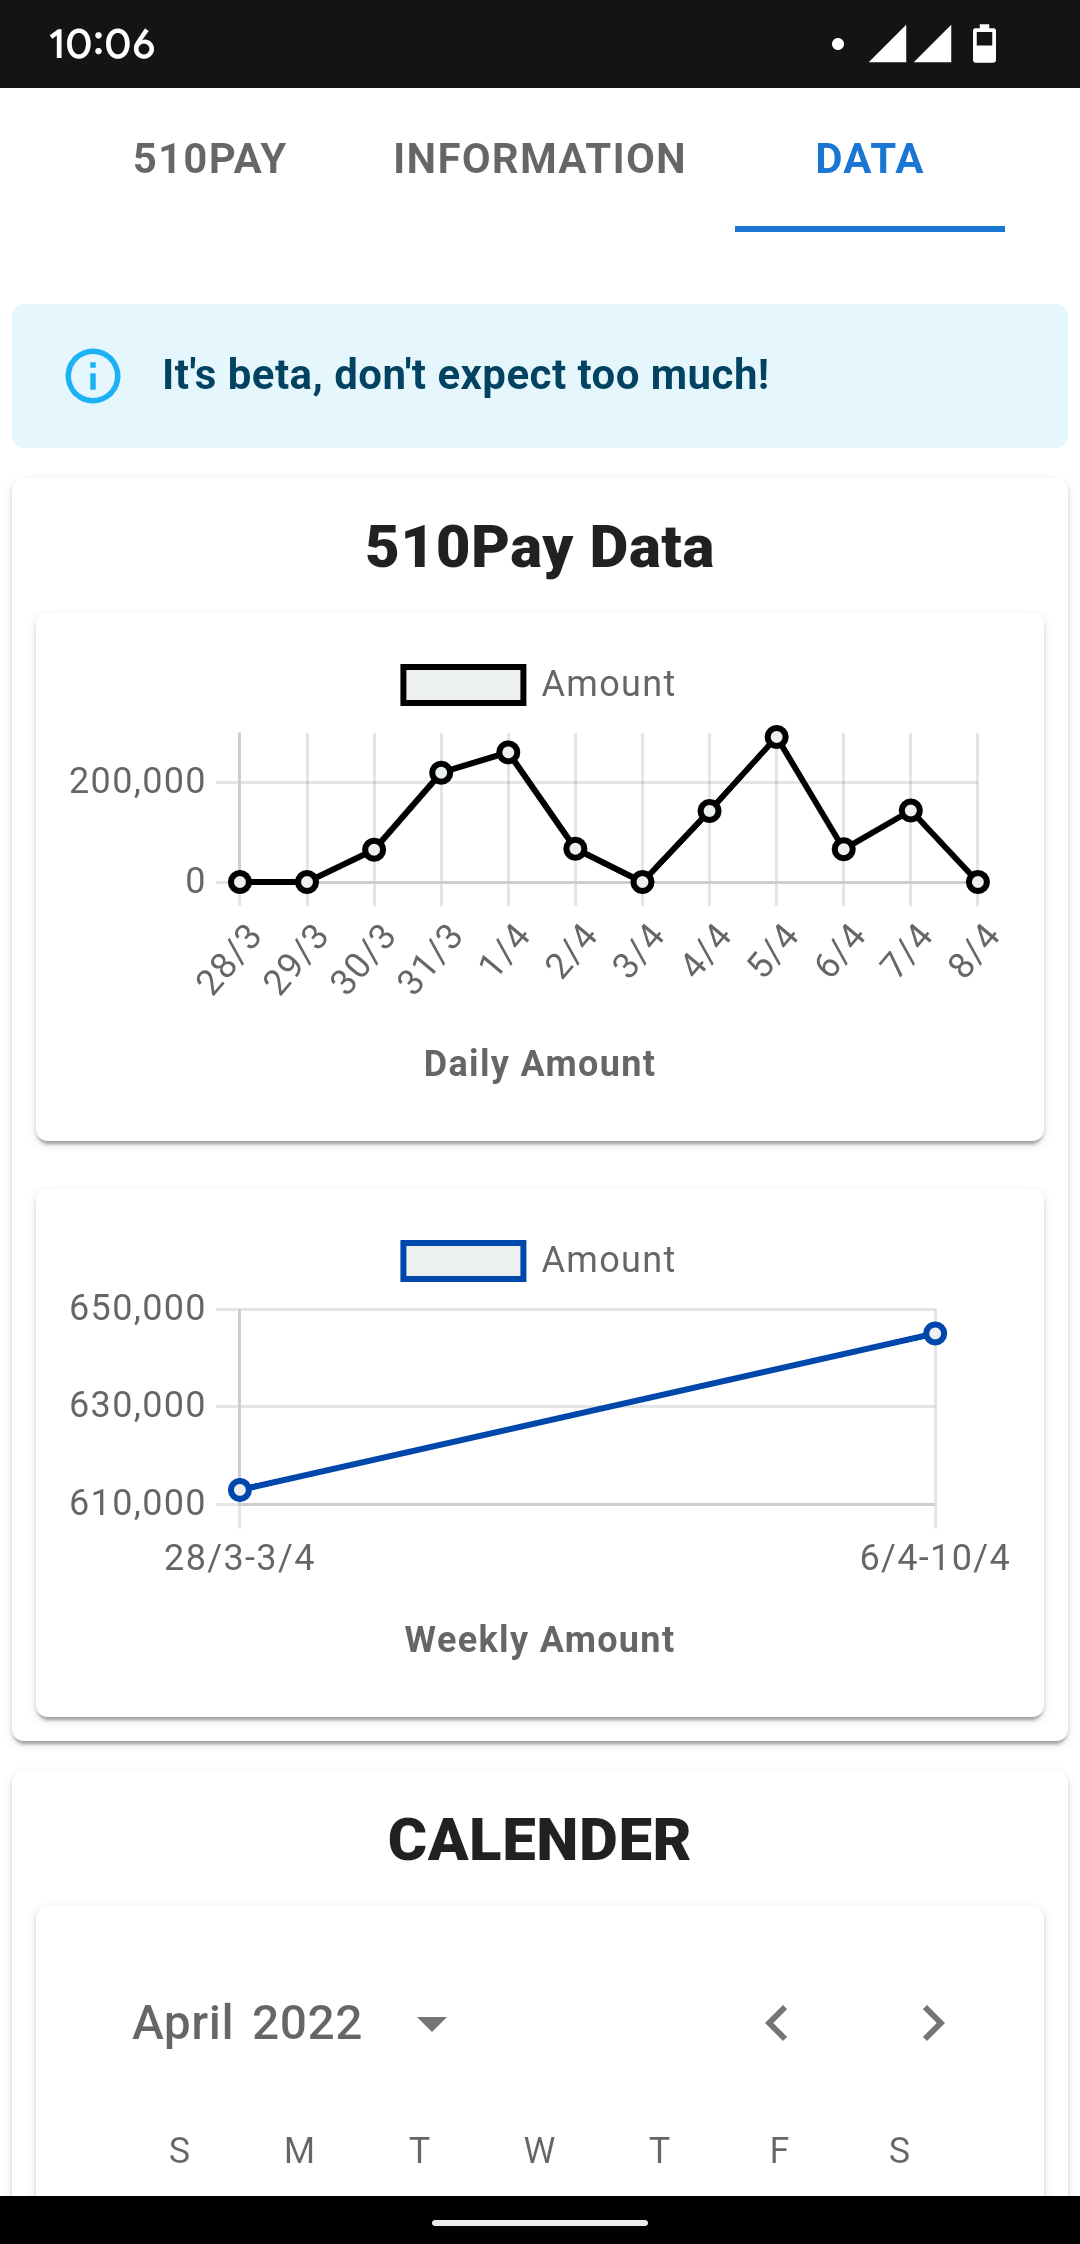 10:06
510PAY INFORMATION DATA
It's beta, don't expect too much!
510Pay Data
Amount
200,000
0
28/3 29/3 30/3 31/3 1/4 2/4 3/4 4/4 5/4 6/4 7/4 8/4
Daily Amount
Amount
650,000
630,000
610,000
28/3-3/4 6/4-10/4
Weekly Amount
CALENDER
April 2022
S M T W T F S